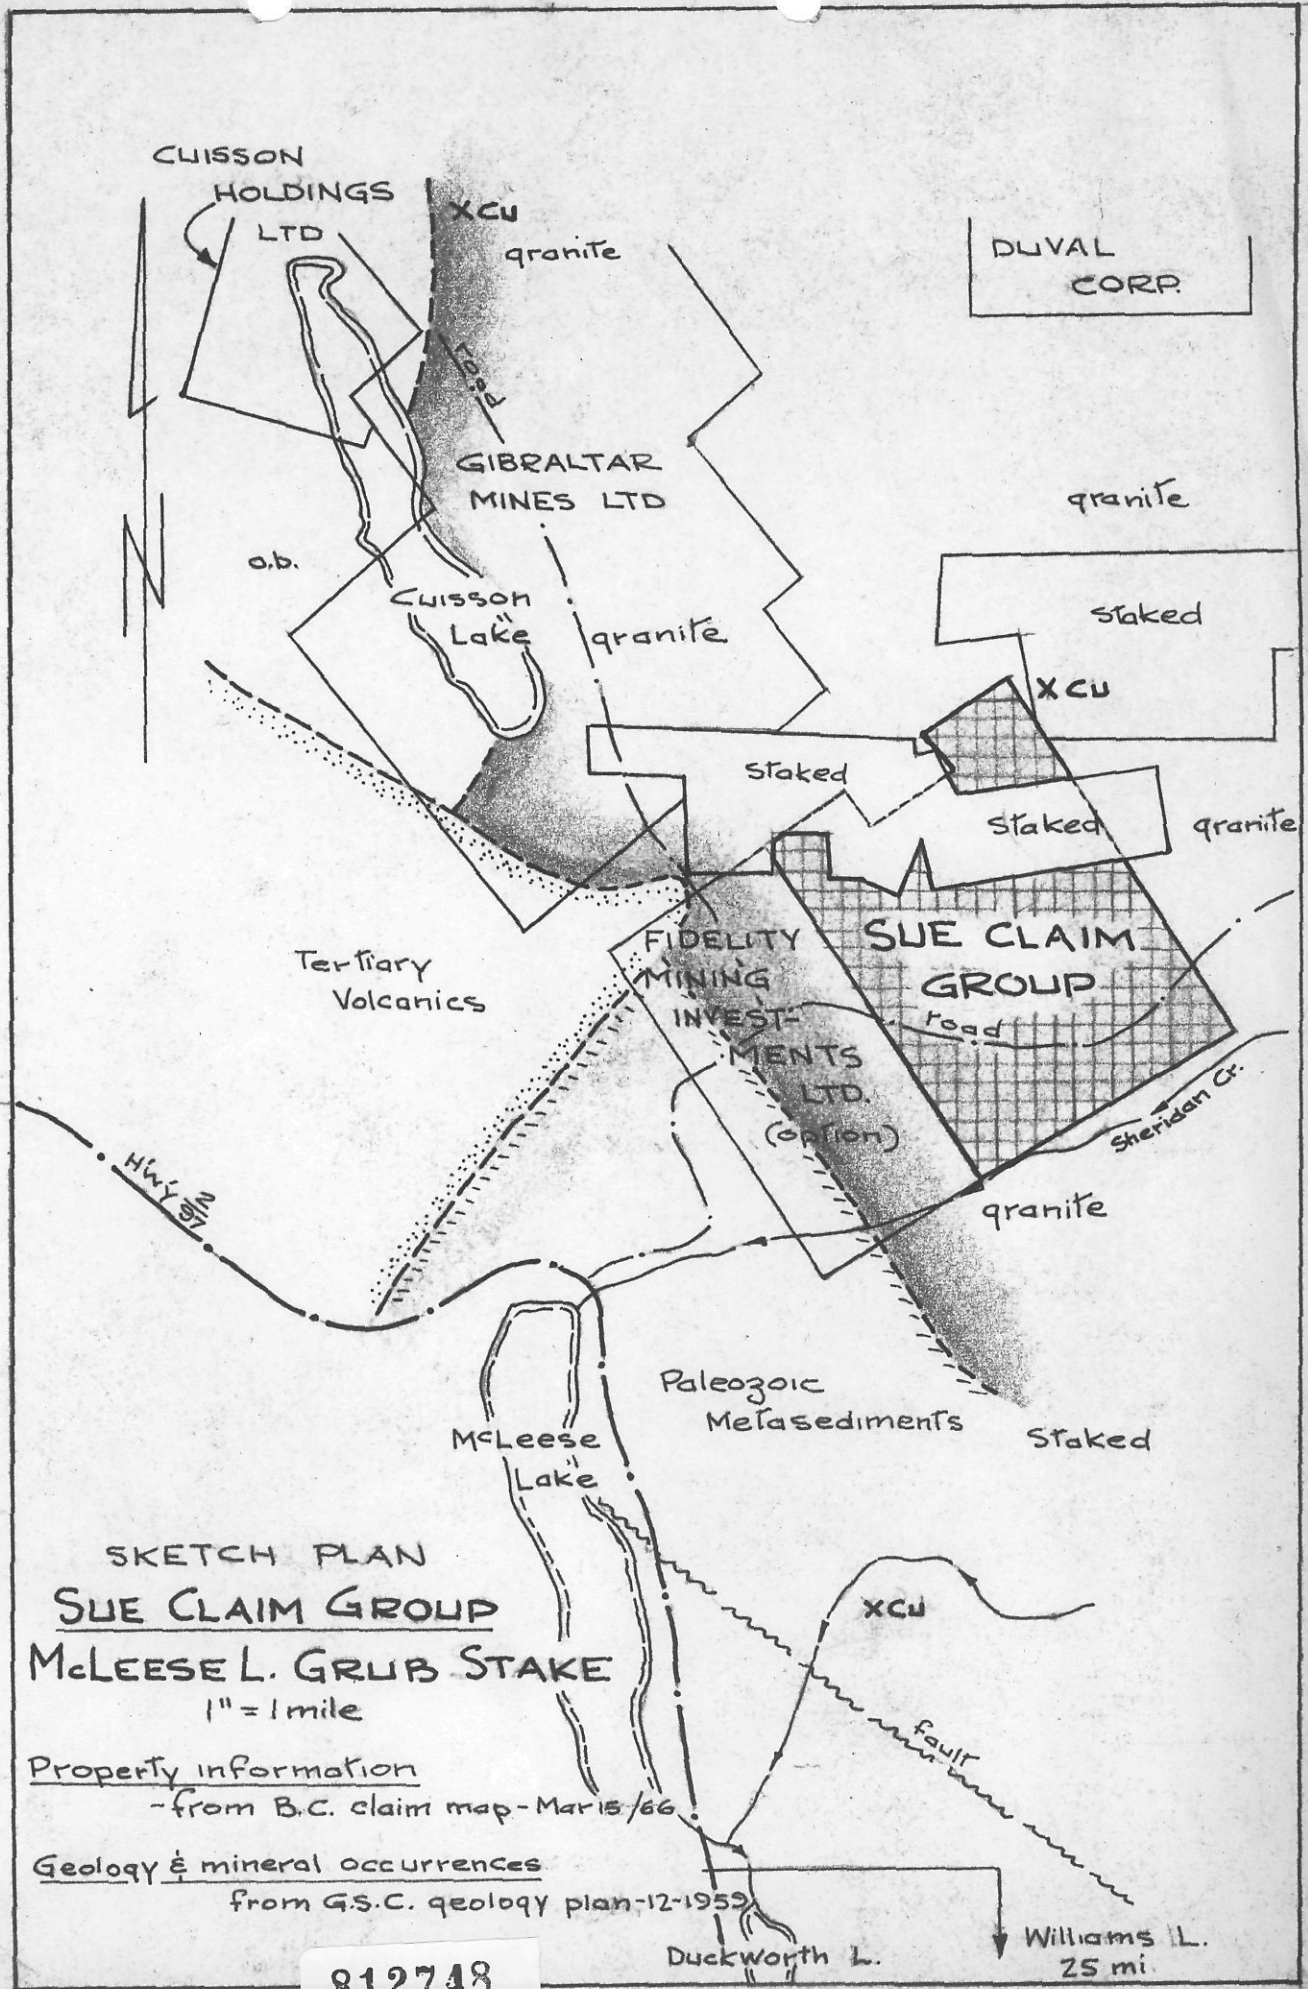 CUISSON
HOLDINGS
LTD
XCu
granite
DUVAL
CORP.
road
GIBRALTAR
MINES LTD
granite
N
o.b.
Cuisson
Lake
granite
Staked
XCu
Staked
Staked
granite
SUE CLAIM
GROUP
road
FIDELITY
MINING
INVEST-
MENTS
LTD.
(option)
Tertiary
Volcanics
Sheridan Cr.
H'W'Y 2/97
granite
Paleozoic
Metasediments
Staked
McLeese
Lake
SKETCH PLAN
SUE CLAIM GROUP
McLEESE L. GRUB STAKE
1" = 1 mile
XCu
fault
Property information
-from B.C. claim map-Mar 15/66
Geology & mineral occurrences
from G.S.C. geology plan-12-1959
Duckworth L.
Williams L.
25 mi.
812748